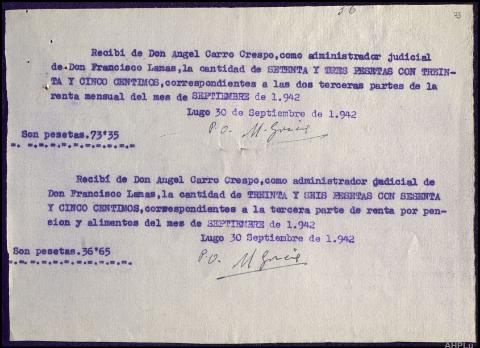 36
33
Recibi de Don Angel Carro Crespo,como administrador judicial
de.Don Francisco Lamas, la cantidad de SETENTA Y TRES PESETAS CON TREIN-
TA Y CINCO CENTIMOS,correspondientes a las dos terceras partes de la
renta mensual del mes de SEPTIEMBRE de 1.942
Lugo 30 de Septiembre de 1.942
Son pesetas.73'35
P.O. M. García
Recibí de Don Angel Carro Crespo,como administrador judicial de
Don Francisco Lamas,la cantidad de TREINTA Y SEIS PESETAS CON SESENTA
Y CINCO CENTIMOS,correspondientes a la tercera parte de renta por pen-
sion y alimentos del mes de SEPTIEMBRE de 1.942
Lugo 30 Septiembre de 1.942
Son pesetas.36'65
P.O. M García
AHPLu